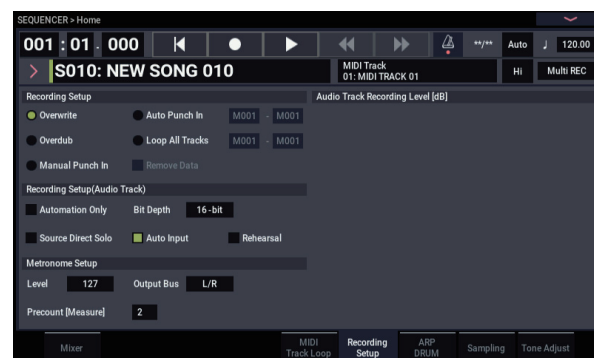 SEQUENCER > Home
001 : 01 . 000 **/** Auto ♩ 120.00
S010: NEW SONG 010 MIDI Track Hi Multi REC
01: MIDI TRACK 01
Recording Setup Audio Track Recording Level [dB]
Overwrite Auto Punch In M001 - M001
Overdub Loop All Tracks M001 - M001
Manual Punch In Remove Data
Recording Setup(Audio Track)
Automation Only Bit Depth 16-bit
Source Direct Solo Auto Input Rehearsal
Metronome Setup
Level 127 Output Bus L/R
Precount [Measure] 2
Mixer MIDI Track Loop Recording Setup ARP DRUM Sampling Tone Adjust